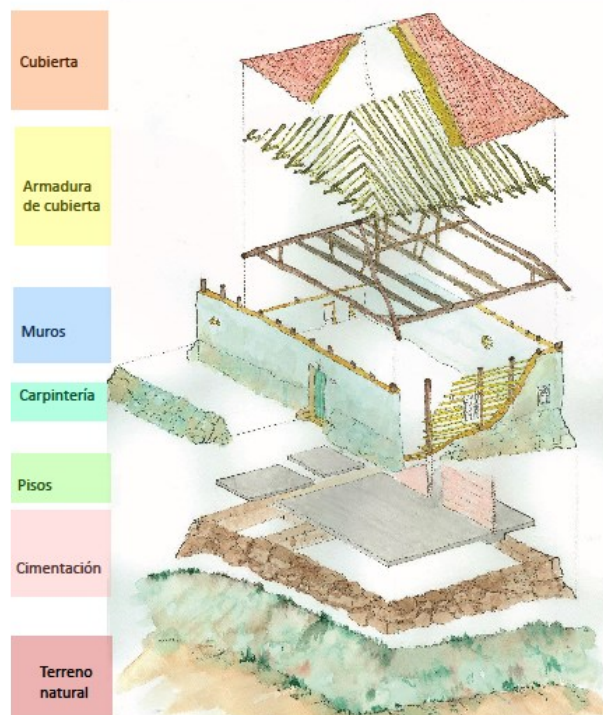 Cubierta
Armadura
de cubierta
Muros
Carpintería
Pisos
Cimentación
Terreno
natural